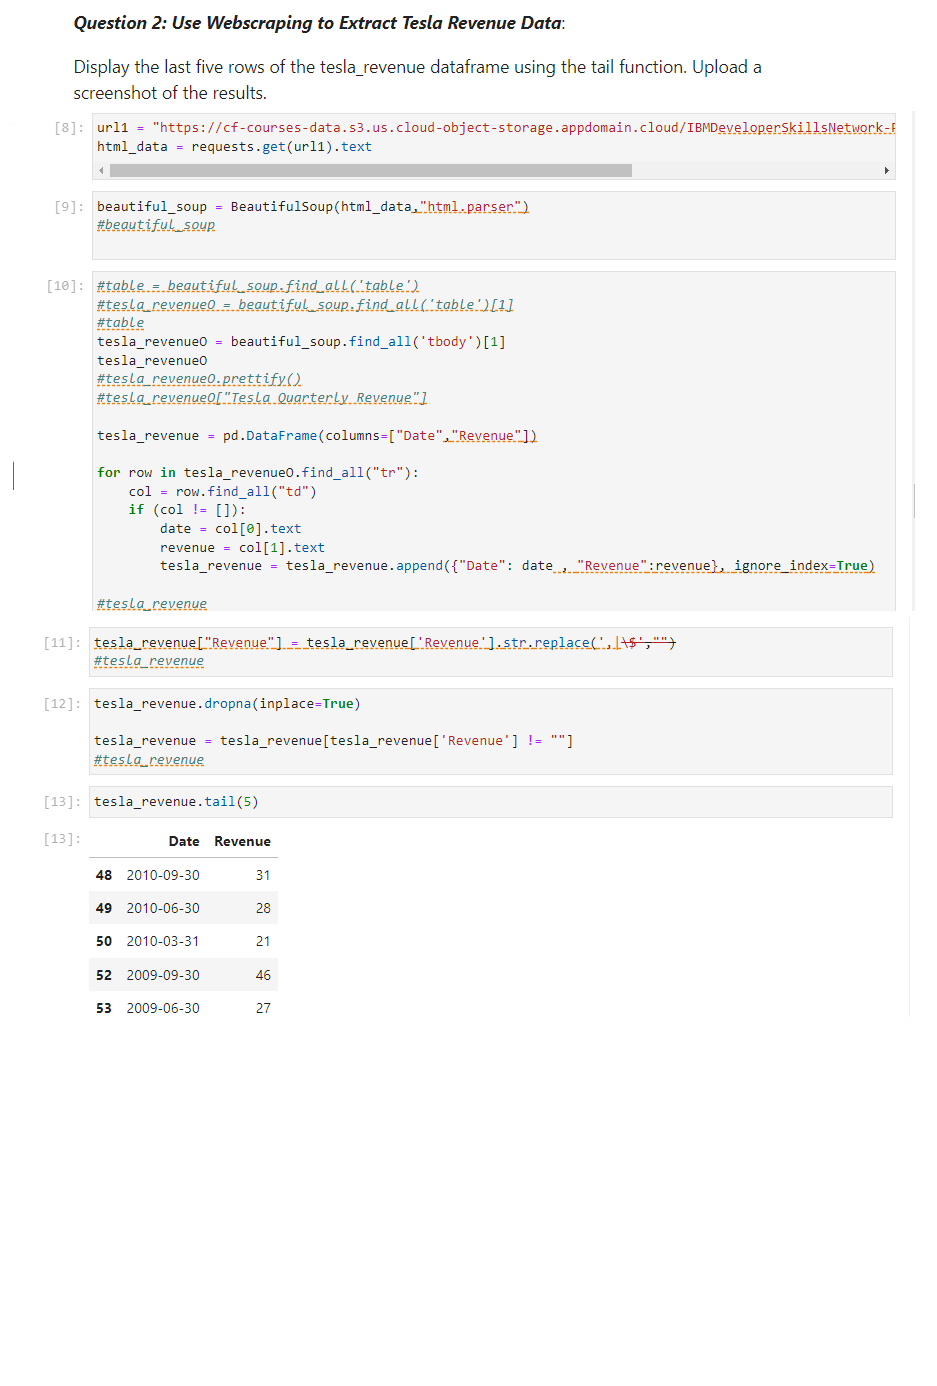 Question 2: Use Webscraping to Extract Tesla Revenue Data:
Display the last five rows of the tesla_revenue dataframe using the tail function. Upload a
screenshot of the results.
[8]: url1 = "https://cf-courses-data.s3.us.cloud-object-storage.appdomain.cloud/IBMDeveloperSkillsNetwork-
html_data = requests.get(url1).text
[9]: beautiful_soup = BeautifulSoup(html_data,"html.parser")
#beautiful_soup
[10]: #table = beautiful_soup.find_all('table')
#tesla_revenueO = beautiful_soup.find_all('table')[1]
#table
tesla_revenueO = beautiful_soup.find_all('tbody')[1]
tesla_revenueO
#tesla_revenueO.prettify()
#tesla_revenueO["Tesla Quarterly Revenue"]
tesla_revenue = pd.DataFrame(columns=["Date","Revenue"])
for row in tesla_revenueO.find_all("tr"):
    col = row.find_all("td")
    if (col != []):
        date = col[0].text
        revenue = col[1].text
        tesla_revenue = tesla_revenue.append({"Date": date , "Revenue":revenue}, ignore_index=True)
#tesla_revenue
[11]: tesla_revenue["Revenue"] = tesla_revenue['Revenue'].str.replace(',|\$',"")
#tesla_revenue
[12]: tesla_revenue.dropna(inplace=True)
tesla_revenue = tesla_revenue[tesla_revenue['Revenue'] != ""]
#tesla_revenue
[13]: tesla_revenue.tail(5)
[13]: Date Revenue
48 2010-09-30 31
49 2010-06-30 28
50 2010-03-31 21
52 2009-09-30 46
53 2009-06-30 27